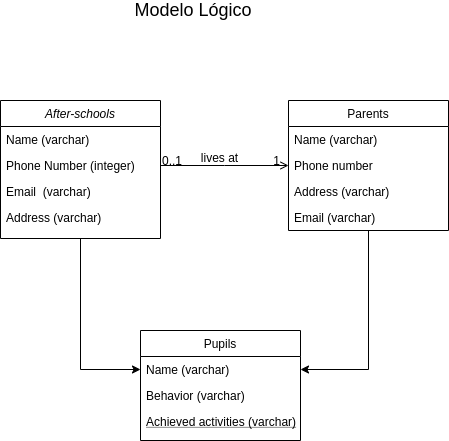 Modelo Lógico
After-schools
Name (varchar)
Phone Number (integer)
Email  (varchar)
Address (varchar)
0..1
lives at
1
Parents
Name (varchar)
Phone number
Address (varchar)
Email (varchar)
Pupils
Name (varchar)
Behavior (varchar)
Achieved activities (varchar)